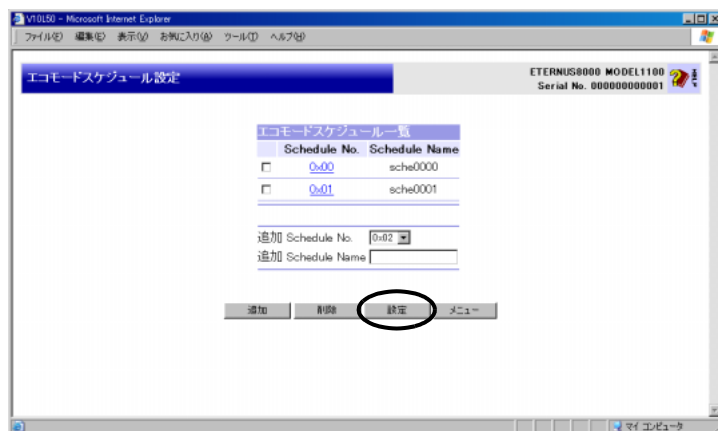 V10L50 - Microsoft Internet Explorer
ファイル(F) 編集(E) 表示(V) お気に入り(A) ツール(T) ヘルプ(H)
エコモードスケジュール設定
ETERNUS8000 MODEL1100
Serial No. 000000000001
HELP
エコモードスケジュール一覧
Schedule No. Schedule Name
0x00 sche0000
0x01 sche0001
追加 Schedule No. 0x02
追加 Schedule Name
追加 削除 設定 メニュー
マイ コンピュータ